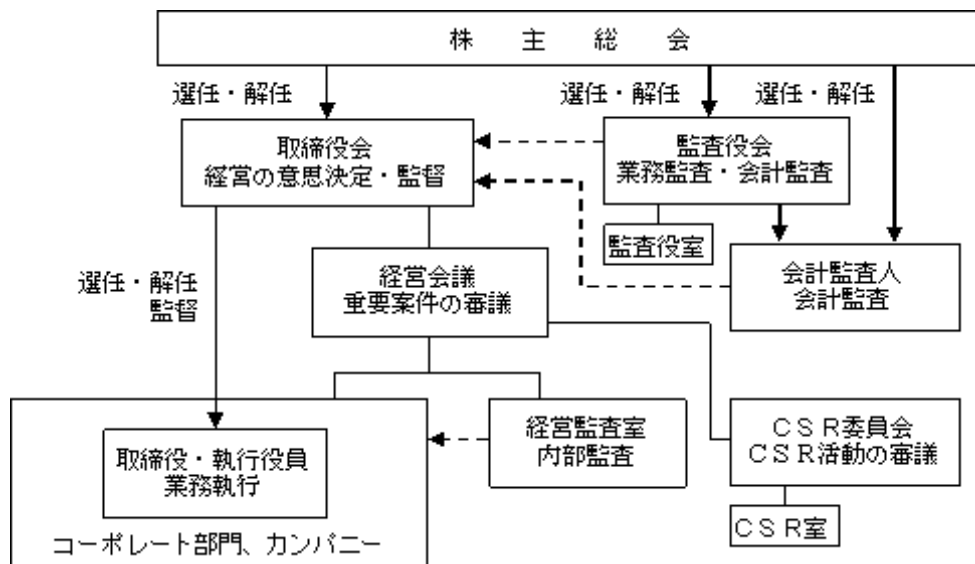 株主総会
選任・解任
選任・解任
選任・解任
取締役会
経営の意思決定・監督
監査役会
業務監査・会計監査
監査役室
会計監査人
会計監査
選任・解任
監督
経営会議
重要案件の審議
取締役・執行役員
業務執行
コーポレート部門、カンパニー
経営監査室
内部監査
ＣＳＲ委員会
ＣＳＲ活動の審議
ＣＳＲ室